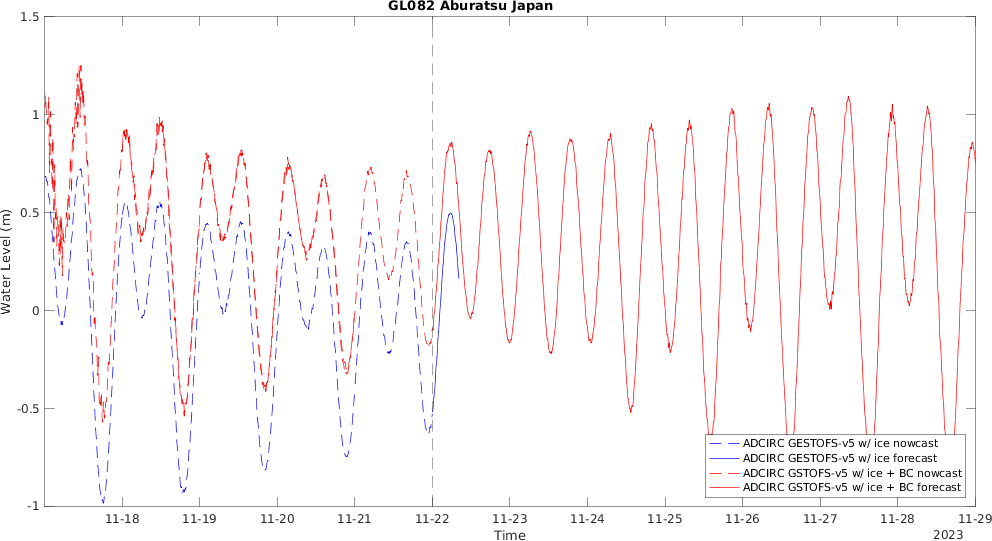 GL082 Aburatsu Japan
1.5
1
0.5
0
-0.5
-1
Water Level (m)
11-18 11-19 11-20 11-21 11-22 11-23 11-24 11-25 11-26 11-27 11-28 11-29
Time
2023
ADCIRC GESTOFS-v5 w/ ice nowcast
ADCIRC GESTOFS-v5 w/ ice forecast
ADCIRC GSTOFS-v5 w/ ice + BC nowcast
ADCIRC GSTOFS-v5 w/ ice + BC forecast